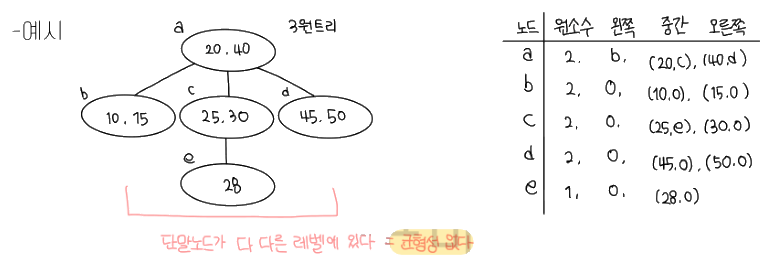 -예시
a
3원트리
20.40
b
c
d
10.15
25.30
45.50
e
28
단말노드가 다 다른 레벨에 있다 = 균형성 없다
노드 원소수 왼쪽 중간 오른쪽
a 2, b, (20,c), (40,d)
b 2, 0, (10.0), (15.0)
c 2, 0. (25,e), (30.0)
d 2, 0, (45.0), (50.0)
e 1, 0. (28.0)